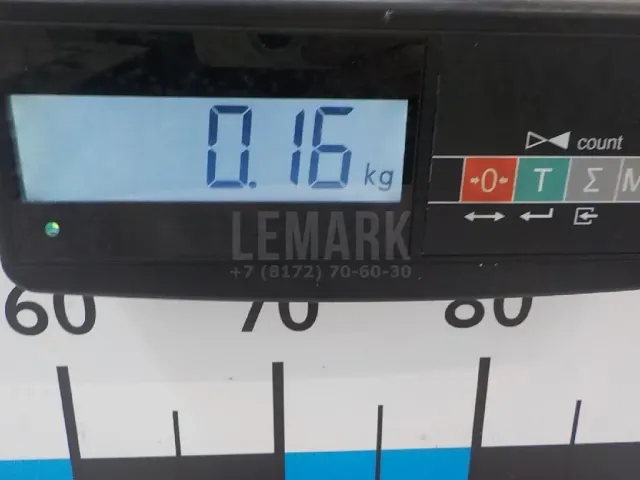 0.16 kg
count
→0← T Σ M
LEMARK
+7 (8172) 70-60-30
60 70 80